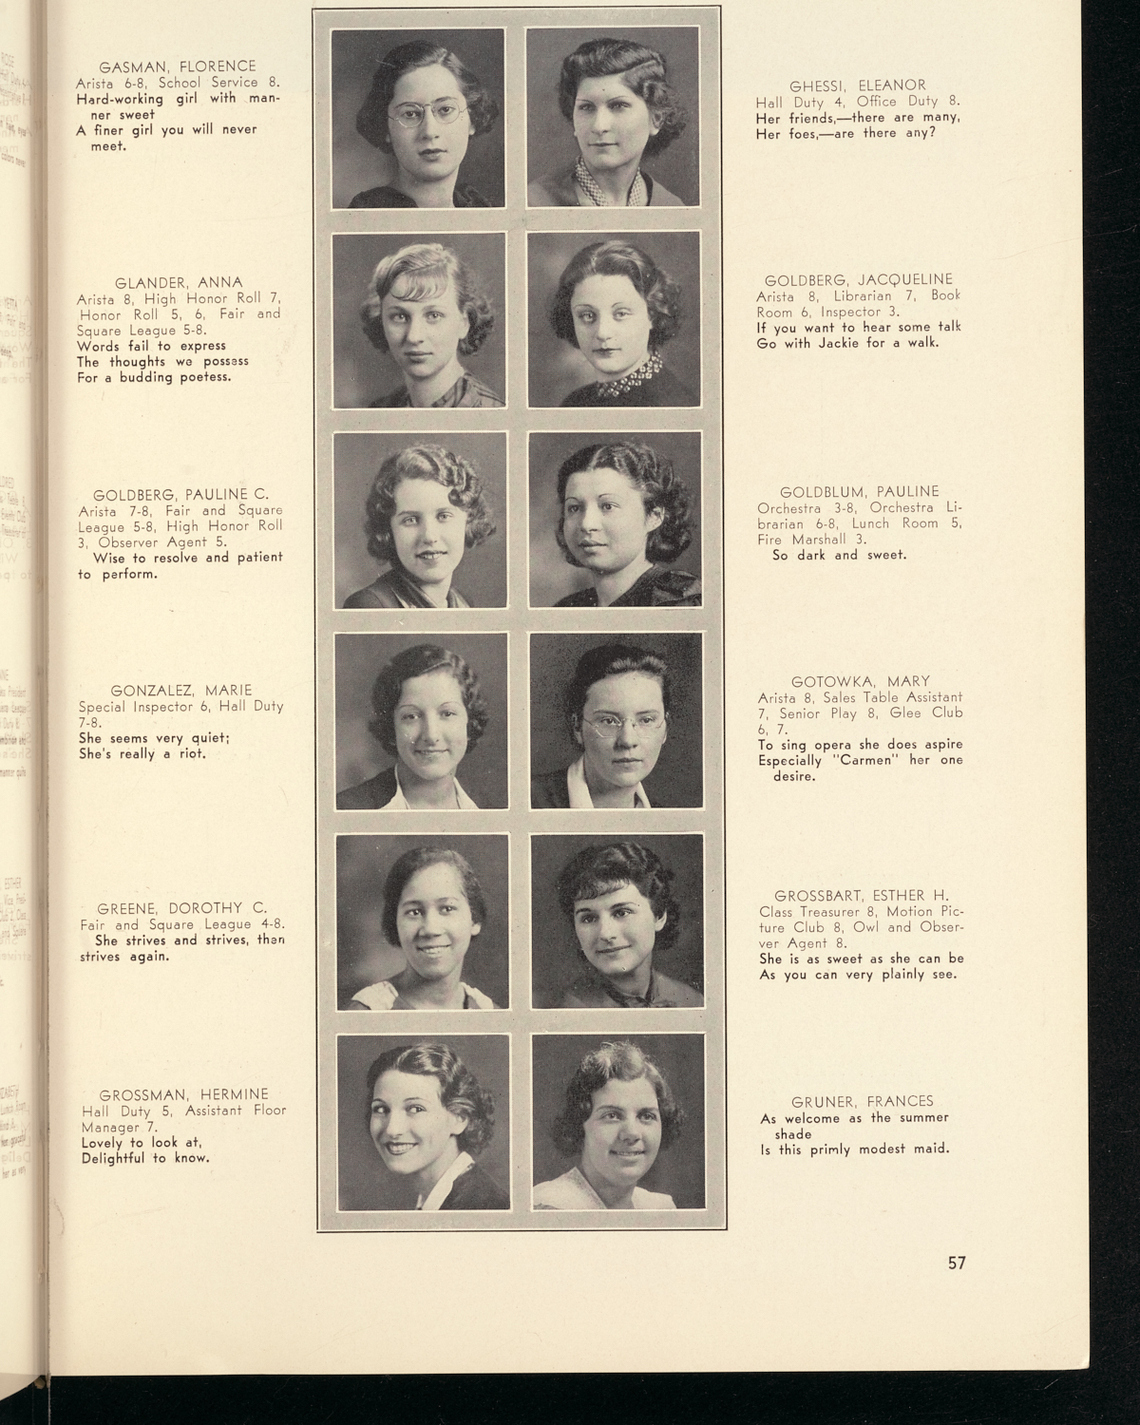 GASMAN, FLORENCE
Arista 6-8, School Service 8.
Hard-working girl with man-
ner sweet
A finer girl you will never
meet.
GHESSI, ELEANOR
Hall Duty 4, Office Duty 8.
Her friends,—there are many,
Her foes,—are there any?
GLANDER, ANNA
Arista 8, High Honor Roll 7,
Honor Roll 5, 6, Fair and
Square League 5-8.
Words fail to express
The thoughts we possess
For a budding poetess.
GOLDBERG, JACQUELINE
Arista 8, Librarian 7, Book
Room 6, Inspector 3.
If you want to hear some talk
Go with Jackie for a walk.
GOLDBERG, PAULINE C.
Arista 7-8, Fair and Square
League 5-8, High Honor Roll
3, Observer Agent 5.
Wise to resolve and patient
to perform.
GOLDBLUM, PAULINE
Orchestra 3-8, Orchestra Li-
brarian 6-8, Lunch Room 5,
Fire Marshall 3.
So dark and sweet.
GONZALEZ, MARIE
Special Inspector 6, Hall Duty
7-8.
She seems very quiet;
She's really a riot.
GOTOWKA, MARY
Arista 8, Sales Table Assistant
7, Senior Play 8, Glee Club
6, 7.
To sing opera she does aspire
Especially "Carmen" her one
desire.
GREENE, DOROTHY C.
Fair and Square League 4-8.
She strives and strives, then
strives again.
GROSSBART, ESTHER H.
Class Treasurer 8, Motion Pic-
ture Club 8, Owl and Obser-
ver Agent 8.
She is as sweet as she can be
As you can very plainly see.
GROSSMAN, HERMINE
Hall Duty 5, Assistant Floor
Manager 7.
Lovely to look at,
Delightful to know.
GRUNER, FRANCES
As welcome as the summer
shade
Is this primly modest maid.
57